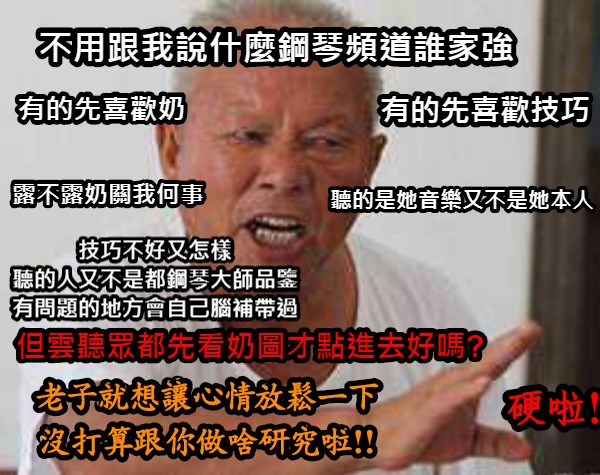 不用跟我說什麼鋼琴頻道誰家強
有的先喜歡奶
有的先喜歡技巧
露不露奶關我何事
聽的是她音樂又不是她本人
技巧不好又怎樣
聽的人又不是都鋼琴大師品鑒
有問題的地方會自己腦補帶過
但雲聽眾都先看奶圖才點進去好嗎?
老子就想讓心情放鬆一下
沒打算跟你做啥研究啦!!
硬啦!